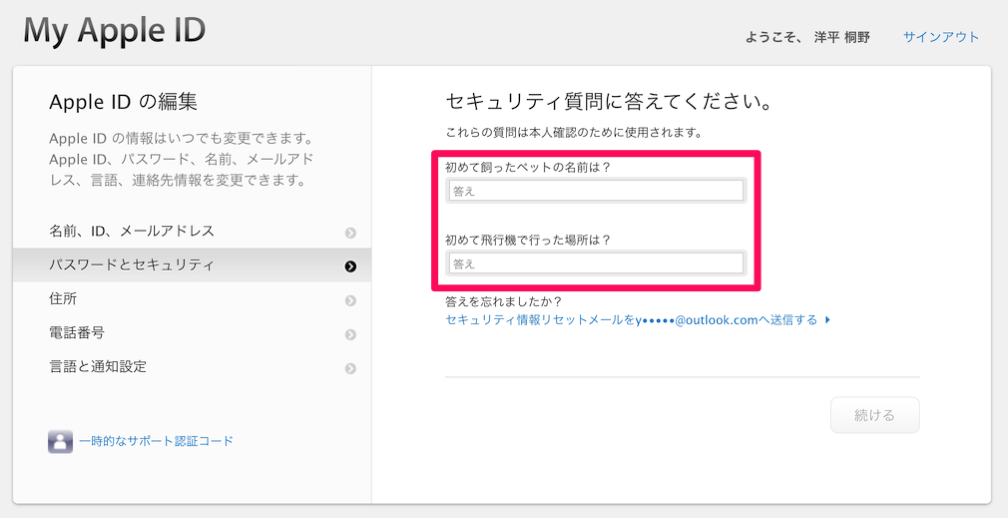 My Apple ID
ようこそ、 洋平 桐野 サインアウト
Apple ID の編集
Apple ID の情報はいつでも変更できます。
Apple ID、パスワード、名前、メールアド
レス、言語、連絡先情報を変更できます。
名前、ID、メールアドレス
パスワードとセキュリティ
住所
電話番号
言語と通知設定
一時的なサポート認証コード
セキュリティ質問に答えてください。
これらの質問は本人確認のために使用されます。
初めて飼ったペットの名前は？
答え
初めて飛行機で行った場所は？
答え
答えを忘れましたか？
セキュリティ情報リセットメールをy•••••@outlook.comへ送信する
続ける